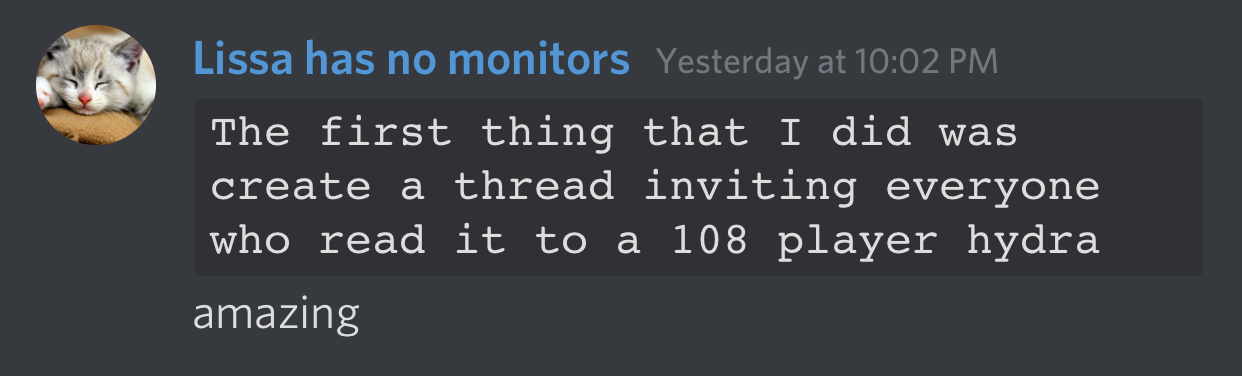 Lissa has no monitors Yesterday at 10:02 PM
The first thing that I did was
create a thread inviting everyone
who read it to a 108 player hydra
amazing